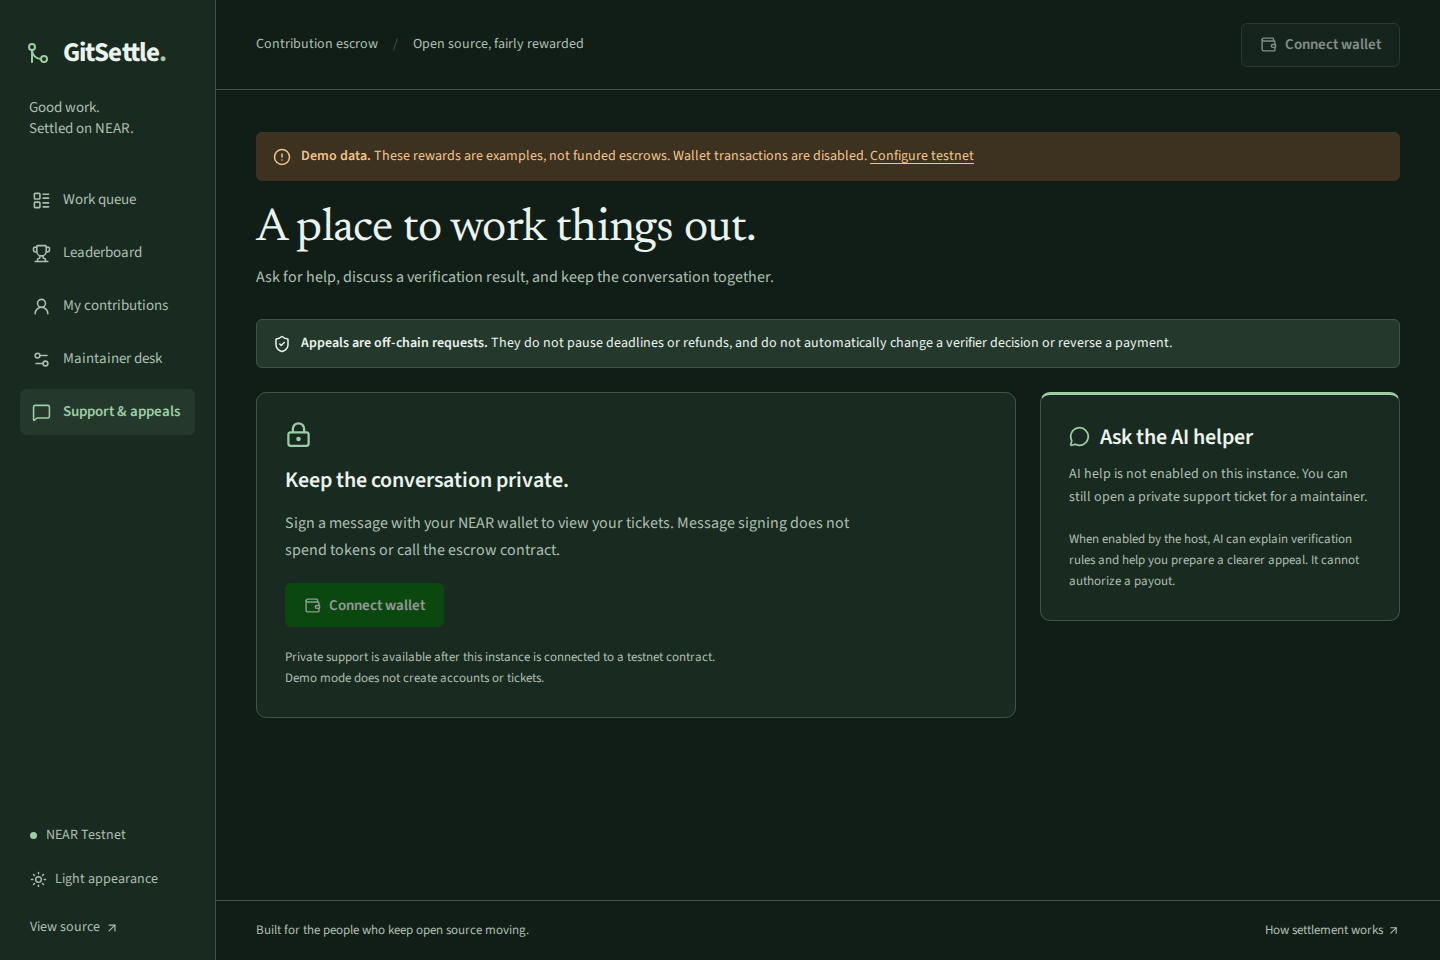 GitSettle.
Good work.
Settled on NEAR.
Work queue
Leaderboard
My contributions
Maintainer desk
Support & appeals
NEAR Testnet
Light appearance
View source
Contribution escrow / Open source, fairly rewarded
Connect wallet
Demo data. These rewards are examples, not funded escrows. Wallet transactions are disabled. Configure testnet
A place to work things out.
Ask for help, discuss a verification result, and keep the conversation together.
Appeals are off-chain requests. They do not pause deadlines or refunds, and do not automatically change a verifier decision or reverse a payment.
Keep the conversation private.
Sign a message with your NEAR wallet to view your tickets. Message signing does not
spend tokens or call the escrow contract.
Connect wallet
Private support is available after this instance is connected to a testnet contract.
Demo mode does not create accounts or tickets.
Ask the AI helper
AI help is not enabled on this instance. You can
still open a private support ticket for a maintainer.
When enabled by the host, AI can explain verification
rules and help you prepare a clearer appeal. It cannot
authorize a payout.
Built for the people who keep open source moving.
How settlement works